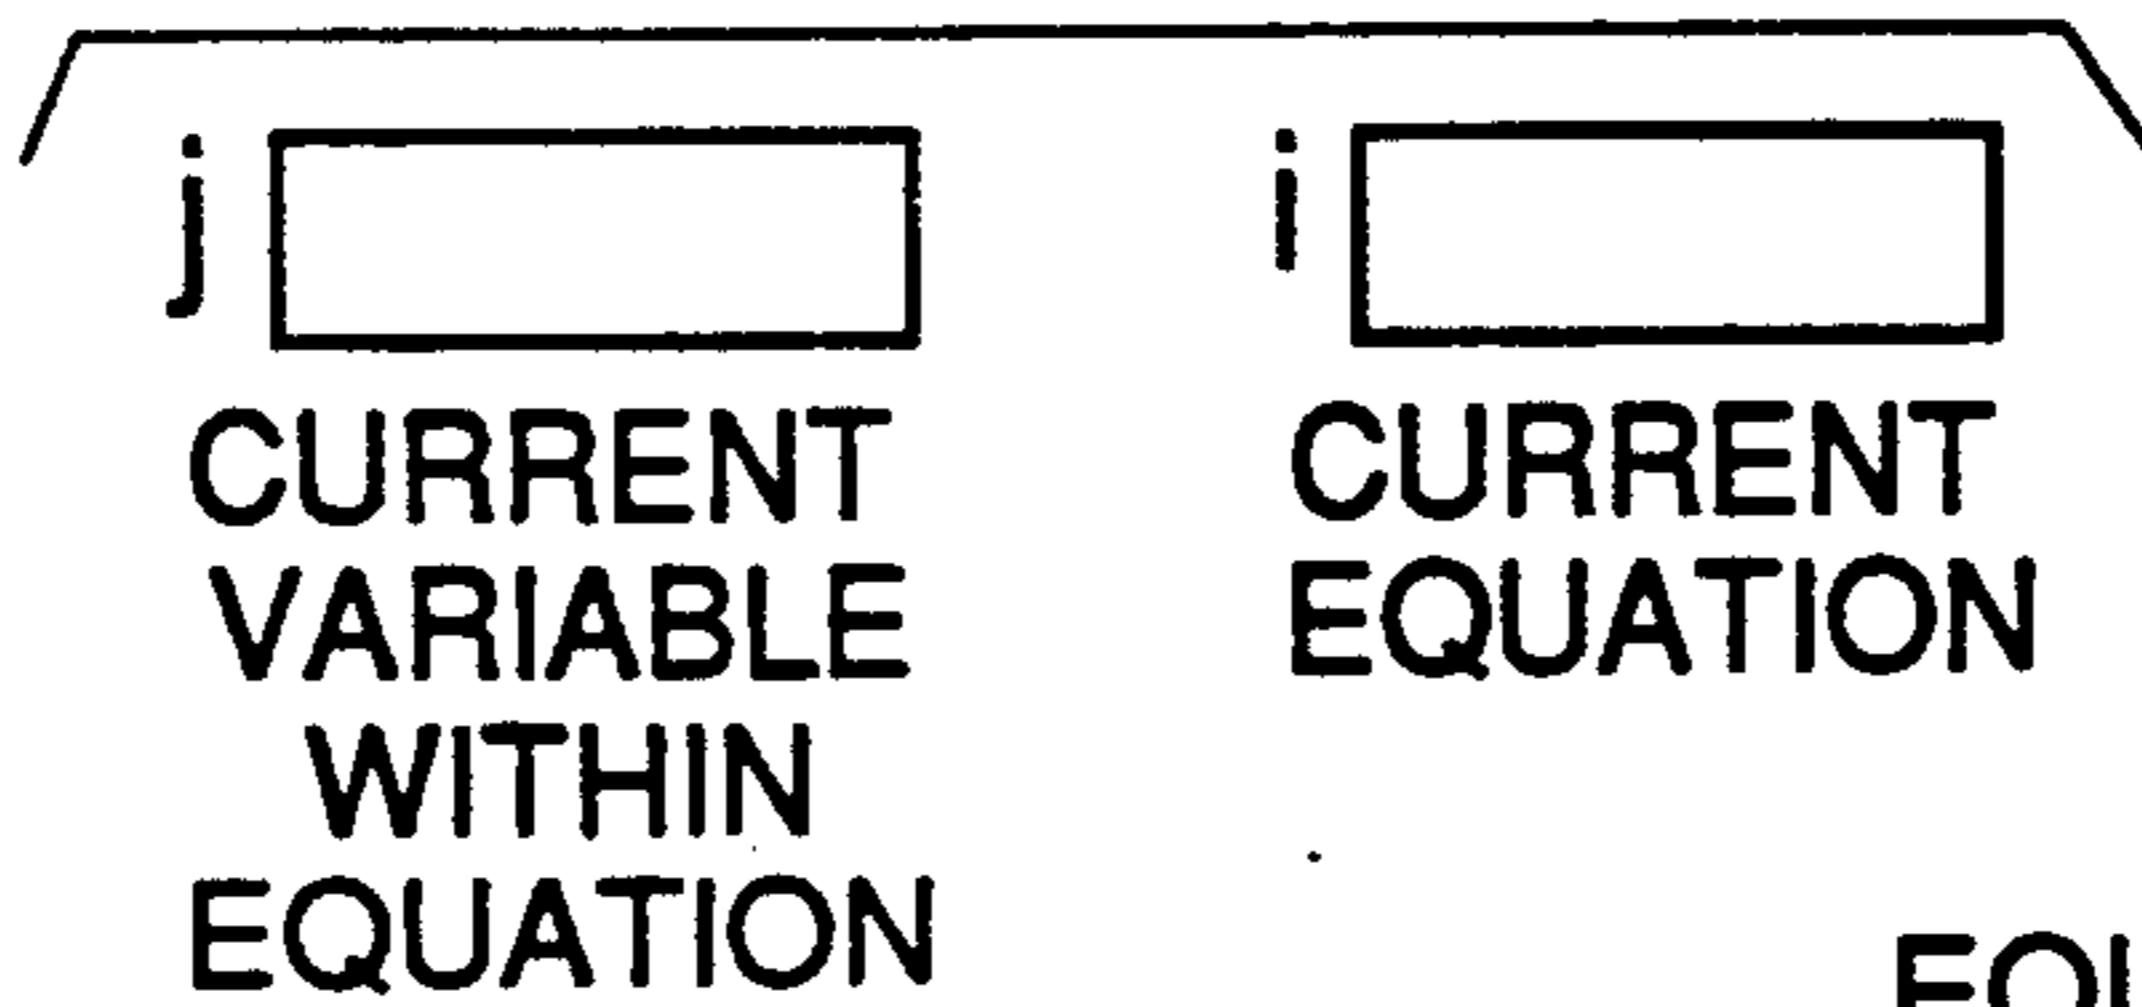 j
CURRENT
VARIABLE
WITHIN
EQUATION
i
CURRENT
EQUATION